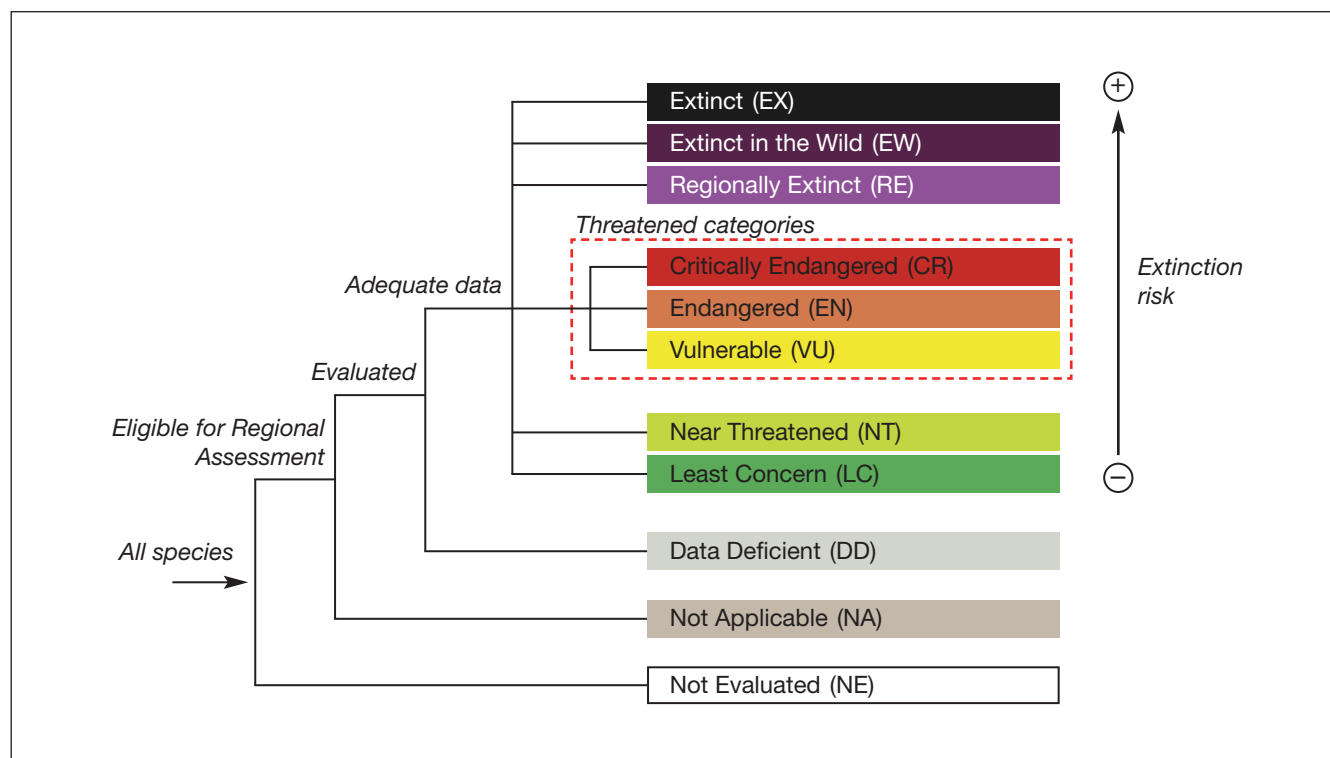 Extinct (EX)
Extinct in the Wild (EW)
Regionally Extinct (RE)
Threatened categories
Critically Endangered (CR)
Adequate data
Endangered (EN)
Vulnerable (VU)
Evaluated
Eligible for Regional
Assessment
Near Threatened (NT)
Least Concern (LC)
All species
Data Deficient (DD)
Not Applicable (NA)
Not Evaluated (NE)
+
Extinction
risk
−